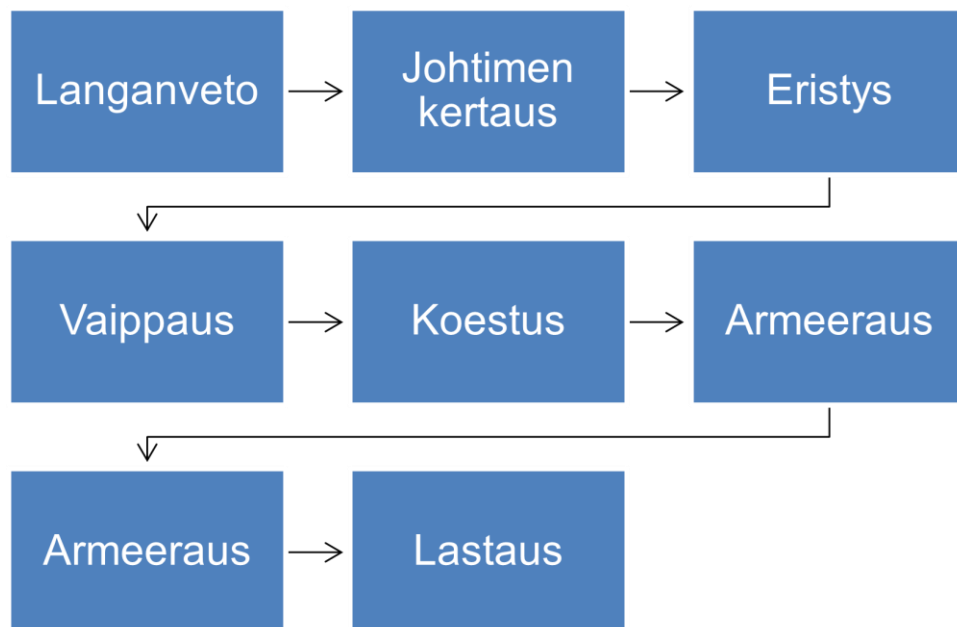 Langanveto
Johtimen
kertaus
Eristys
Vaippaus
Koestus
Armeeraus
Armeeraus
Lastaus